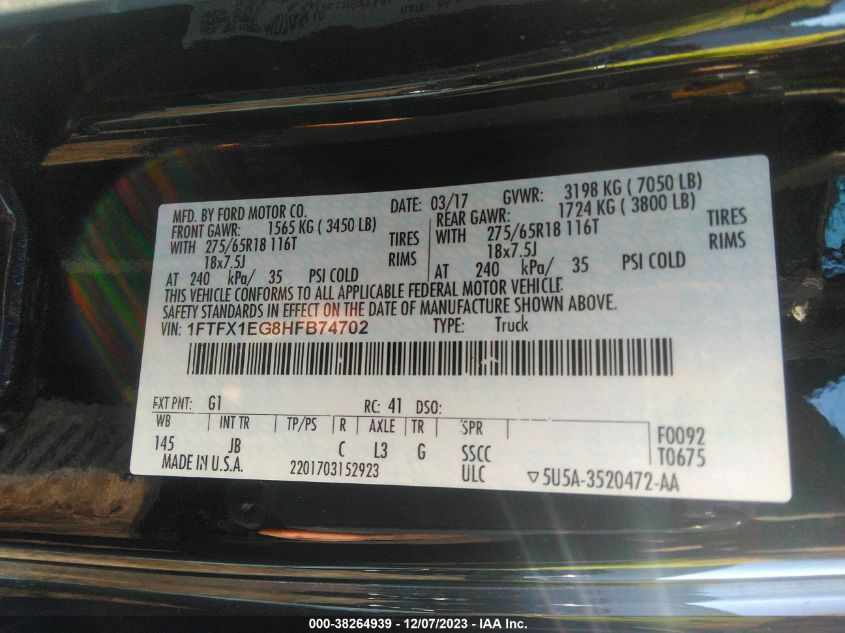 MFD. BY FORD MOTOR CO. DATE: 03/17 GVWR: 3198 KG ( 7050 LB)
FRONT GAWR: 1565 KG ( 3450 LB) REAR GAWR: 1724 KG ( 3800 LB)
WITH 275/65R18 116T TIRES WITH 275/65R18 116T TIRES
18x7.5J RIMS 18x7.5J RIMS
AT 240 kPa/ 35 PSI COLD AT 240 kPa/ 35 PSI COLD
THIS VEHICLE CONFORMS TO ALL APPLICABLE FEDERAL MOTOR VEHICLE
SAFETY STANDARDS IN EFFECT ON THE DATE OF MANUFACTURE SHOWN ABOVE.
VIN: 1FTFX1EG8HFB74702 TYPE: Truck
EXT PNT: G1 RC: 41 DSO:
WB INT TR TP/PS R AXLE TR SPR F0092
145 JB C L3 G SSCC T0675
MADE IN U.S.A. 2201703152923 ULC ▽5U5A-3520472-AA
000-38264939 - 12/07/2023 - IAA Inc.